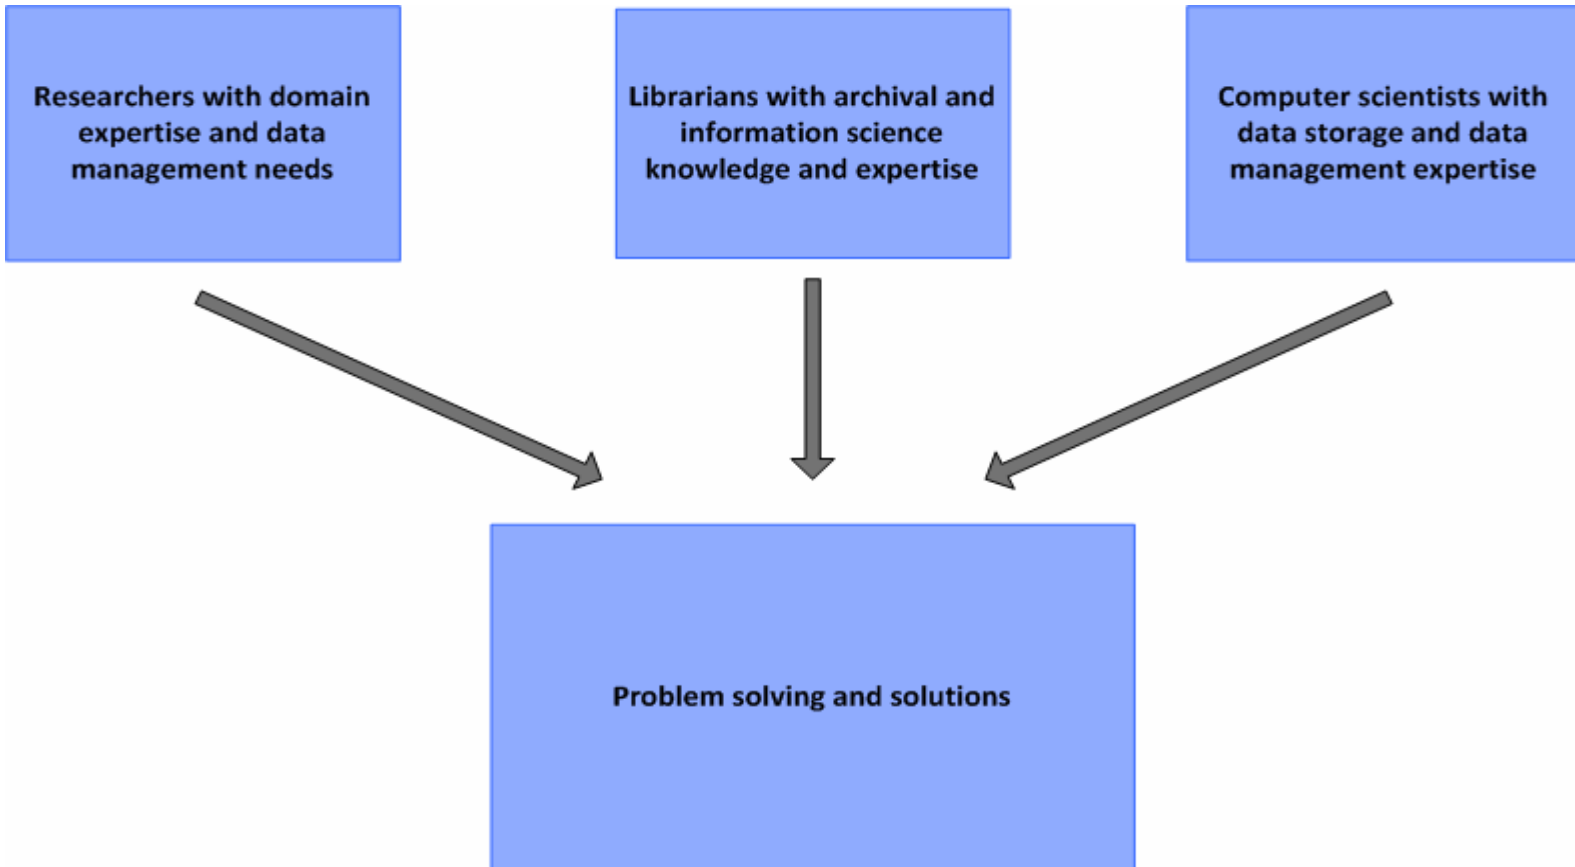 Researchers with domain
expertise and data
management needs
Librarians with archival and
information science
knowledge and expertise
Computer scientists with
data storage and data
management expertise
Problem solving and solutions